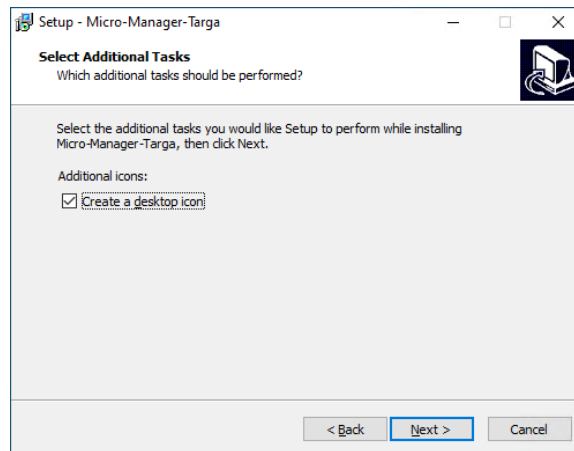 Setup - Micro-Manager-Targa
Select Additional Tasks
Which additional tasks should be performed?
Select the additional tasks you would like Setup to perform while installing
Micro-Manager-Targa, then click Next.
Additional icons:
Create a desktop icon
< Back Next > Cancel